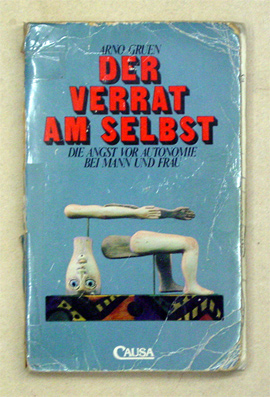 ARNO GRUEN
DER
VERRAT
AM SELBST
DIE ANGST VOR AUTONOMIE
BEI MANN UND FRAU
CAUSA